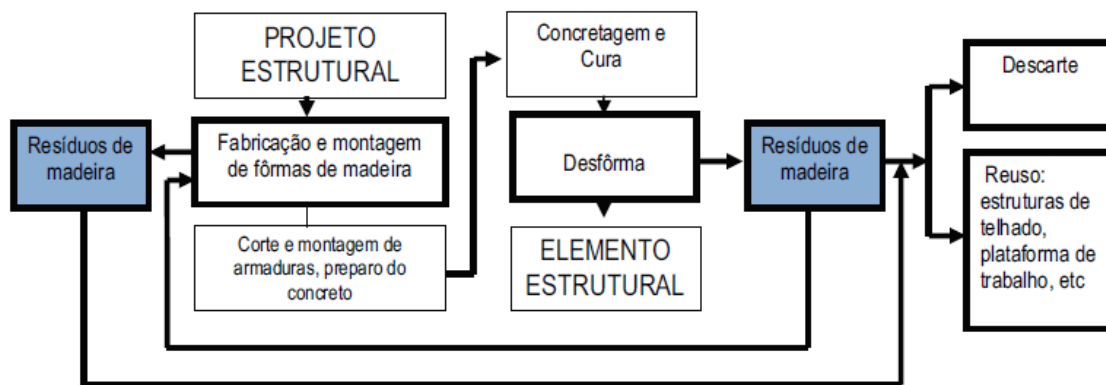 PROJETO
ESTRUTURAL
Concretagem e
Cura
Descarte
Resíduos de
madeira
Fabricação e montagem
de fôrmas de madeira
Desfôrma
Resíduos de
madeira
Reuso:
estruturas de
telhado,
plataforma de
trabalho, etc
Corte e montagem de
armaduras, preparo do
concreto
ELEMENTO
ESTRUTURAL